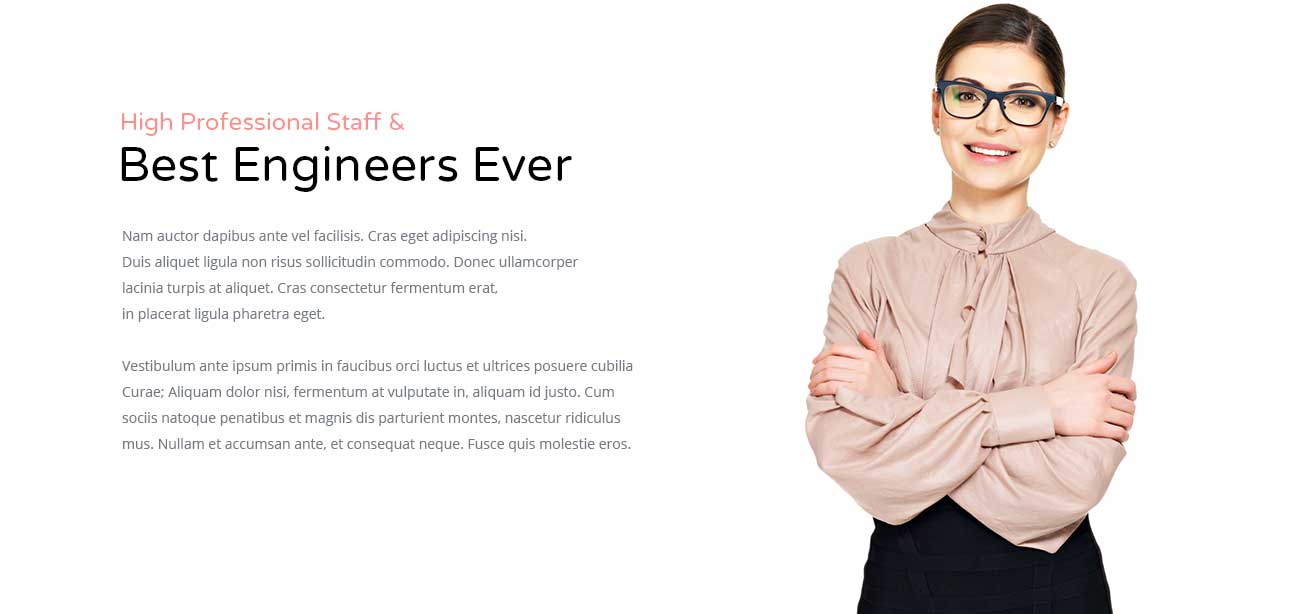 High Professional Staff &
Best Engineers Ever
Nam auctor dapibus ante vel facilisis. Cras eget adipiscing nisi.
Duis aliquet ligula non risus sollicitudin commodo. Donec ullamcorper
lacinia turpis at aliquet. Cras consectetur fermentum erat,
in placerat ligula pharetra eget.
Vestibulum ante ipsum primis in faucibus orci luctus et ultrices posuere cubilia
Curae; Aliquam dolor nisi, fermentum at vulputate in, aliquam id justo. Cum
sociis natoque penatibus et magnis dis parturient montes, nascetur ridiculus
mus. Nullam et accumsan ante, et consequat neque. Fusce quis molestie eros.